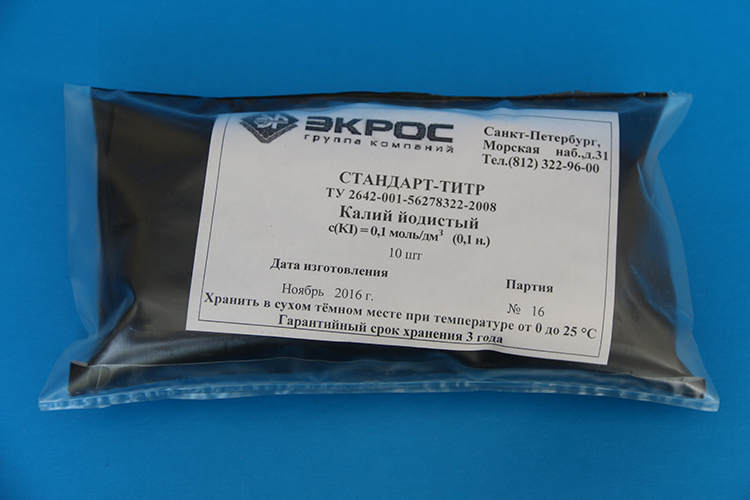 ЭКРОС
группа компаний
Санкт-Петербург,
Морская наб.,д.31
Тел.(812) 322-96-00
СТАНДАРТ-ТИТР
ТУ 2642-001-56278322-2008
Калий йодистый
c(KI) = 0,1 моль/дм³ (0,1 н.)
10 шт
Дата изготовления
Партия
Ноябрь 2016 г.
№ 16
Хранить в сухом тёмном месте при температуре от 0 до 25 °С
Гарантийный срок хранения 3 года